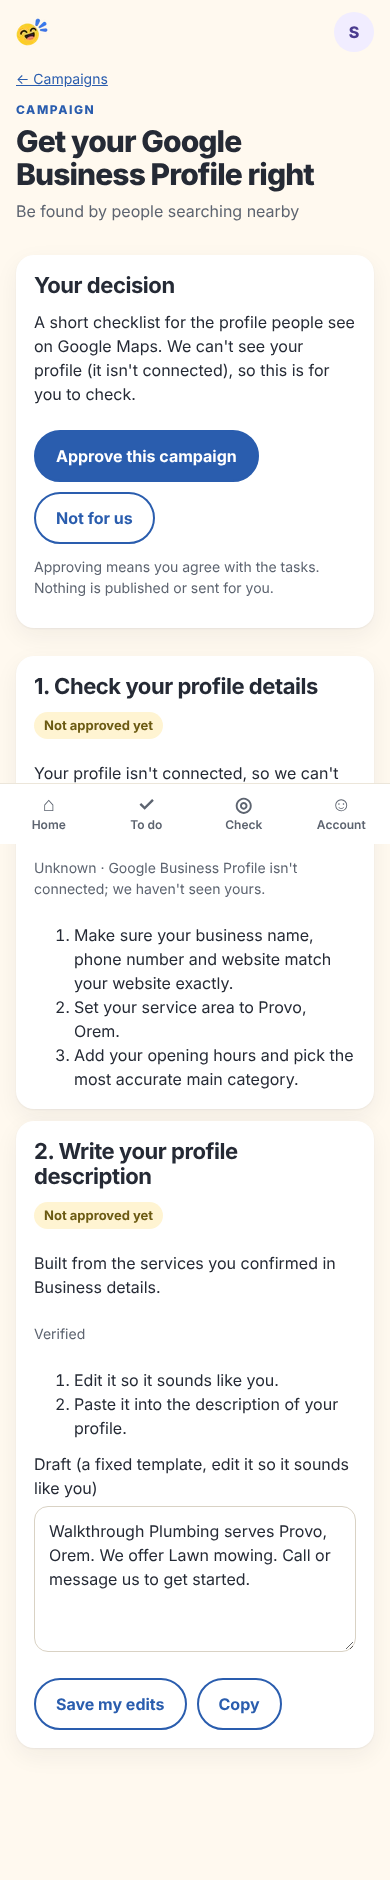 S
← Campaigns
CAMPAIGN
Get your Google
Business Profile right
Be found by people searching nearby
Your decision
A short checklist for the profile people see
on Google Maps. We can't see your
profile (it isn't connected), so this is for
you to check.
Approve this campaign
Not for us
Approving means you agree with the tasks.
Nothing is published or sent for you.
1. Check your profile details
Not approved yet
Your profile isn't connected, so we can't
Home
To do
Check
Account
Unknown · Google Business Profile isn't
connected; we haven't seen yours.
1. Make sure your business name,
phone number and website match
your website exactly.
2. Set your service area to Provo,
Orem.
3. Add your opening hours and pick the
most accurate main category.
2. Write your profile
description
Not approved yet
Built from the services you confirmed in
Business details.
Verified
1. Edit it so it sounds like you.
2. Paste it into the description of your
profile.
Draft (a fixed template, edit it so it sounds
like you)
Walkthrough Plumbing serves Provo,
Orem. We offer Lawn mowing. Call or
message us to get started.
Save my edits
Copy